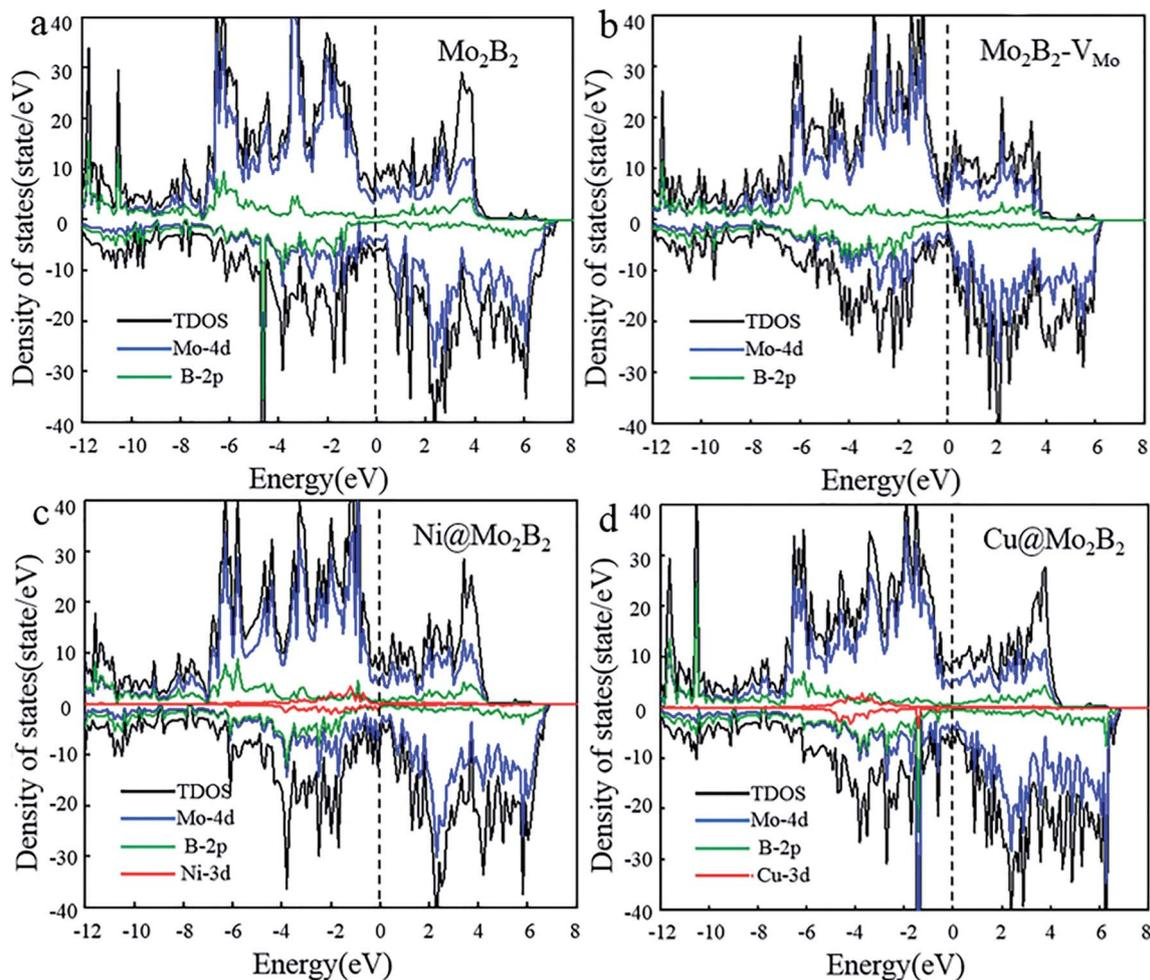 a
Mo₂B₂
Density of states(state/eV)
40
30
20
10
0
-10
-20
-30
-40
TDOS
Mo-4d
B-2p
-12 -10 -8 -6 -4 -2 0 2 4 6 8
Energy(eV)
b
Mo₂B₂-V_Mo
Density of states(state/eV)
40
30
20
10
0
-10
-20
-30
-40
TDOS
Mo-4d
B-2p
-12 -10 -8 -6 -4 -2 0 2 4 6 8
Energy(eV)
c
Ni@Mo₂B₂
Density of states(state/eV)
40
30
20
10
0
-10
-20
-30
-40
TDOS
Mo-4d
B-2p
Ni-3d
-12 -10 -8 -6 -4 -2 0 2 4 6 8
Energy(eV)
d
Cu@Mo₂B₂
Density of states(state/eV)
40
30
20
10
0
-10
-20
-30
-40
TDOS
Mo-4d
B-2p
Cu-3d
-12 -10 -8 -6 -4 -2 0 2 4 6 8
Energy(eV)